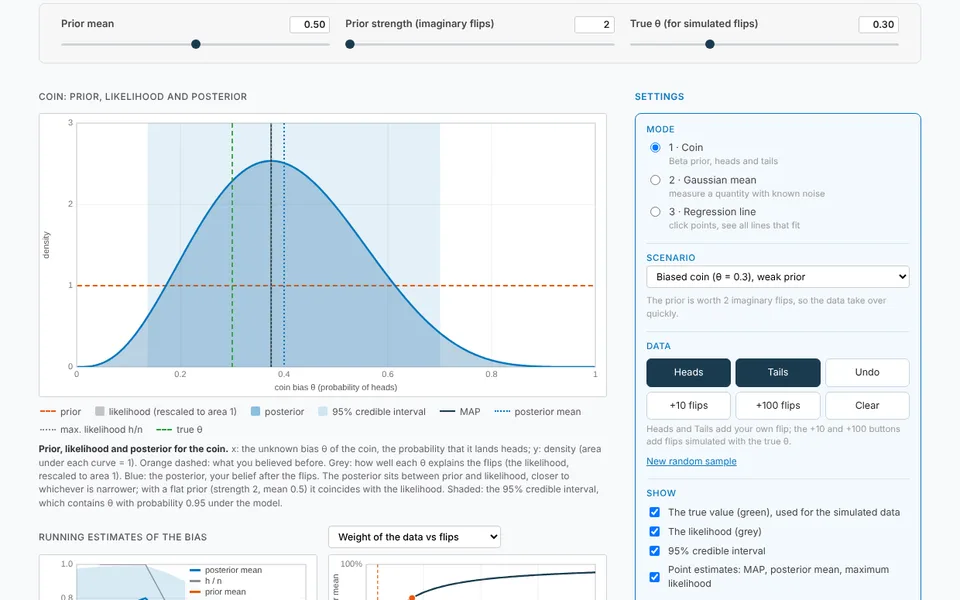 Prior mean
0.50
Prior strength (imaginary flips)
2
True θ (for simulated flips)
0.30
COIN: PRIOR, LIKELIHOOD AND POSTERIOR
3
2
1
0
density
0
0.2
0.4
0.6
0.8
1
coin bias θ (probability of heads)
prior
likelihood (rescaled to area 1)
posterior
95% credible interval
MAP
posterior mean
max. likelihood h/n
true θ
Prior, likelihood and posterior for the coin. x: the unknown bias θ of the coin, the probability that it lands heads; y: density (area
under each curve = 1). Orange dashed: what you believed before. Grey: how well each θ explains the flips (the likelihood,
rescaled to area 1). Blue: the posterior, your belief after the flips. The posterior sits between prior and likelihood, closer to
whichever is narrower; with a flat prior (strength 2, mean 0.5) it coincides with the likelihood. Shaded: the 95% credible interval,
which contains θ with probability 0.95 under the model.
RUNNING ESTIMATES OF THE BIAS
Weight of the data vs flips
1.0
0.8
posterior mean
h / n
prior mean
100%
SETTINGS
MODE
1 · Coin
Beta prior, heads and tails
2 · Gaussian mean
measure a quantity with known noise
3 · Regression line
click points, see all lines that fit
SCENARIO
Biased coin (θ = 0.3), weak prior
The prior is worth 2 imaginary flips, so the data take over
quickly.
DATA
Heads
Tails
Undo
+10 flips
+100 flips
Clear
Heads and Tails add your own flip; the +10 and +100 buttons
add flips simulated with the true θ.
New random sample
SHOW
The true value (green), used for the simulated data
The likelihood (grey)
95% credible interval
Point estimates: MAP, posterior mean, maximum
likelihood